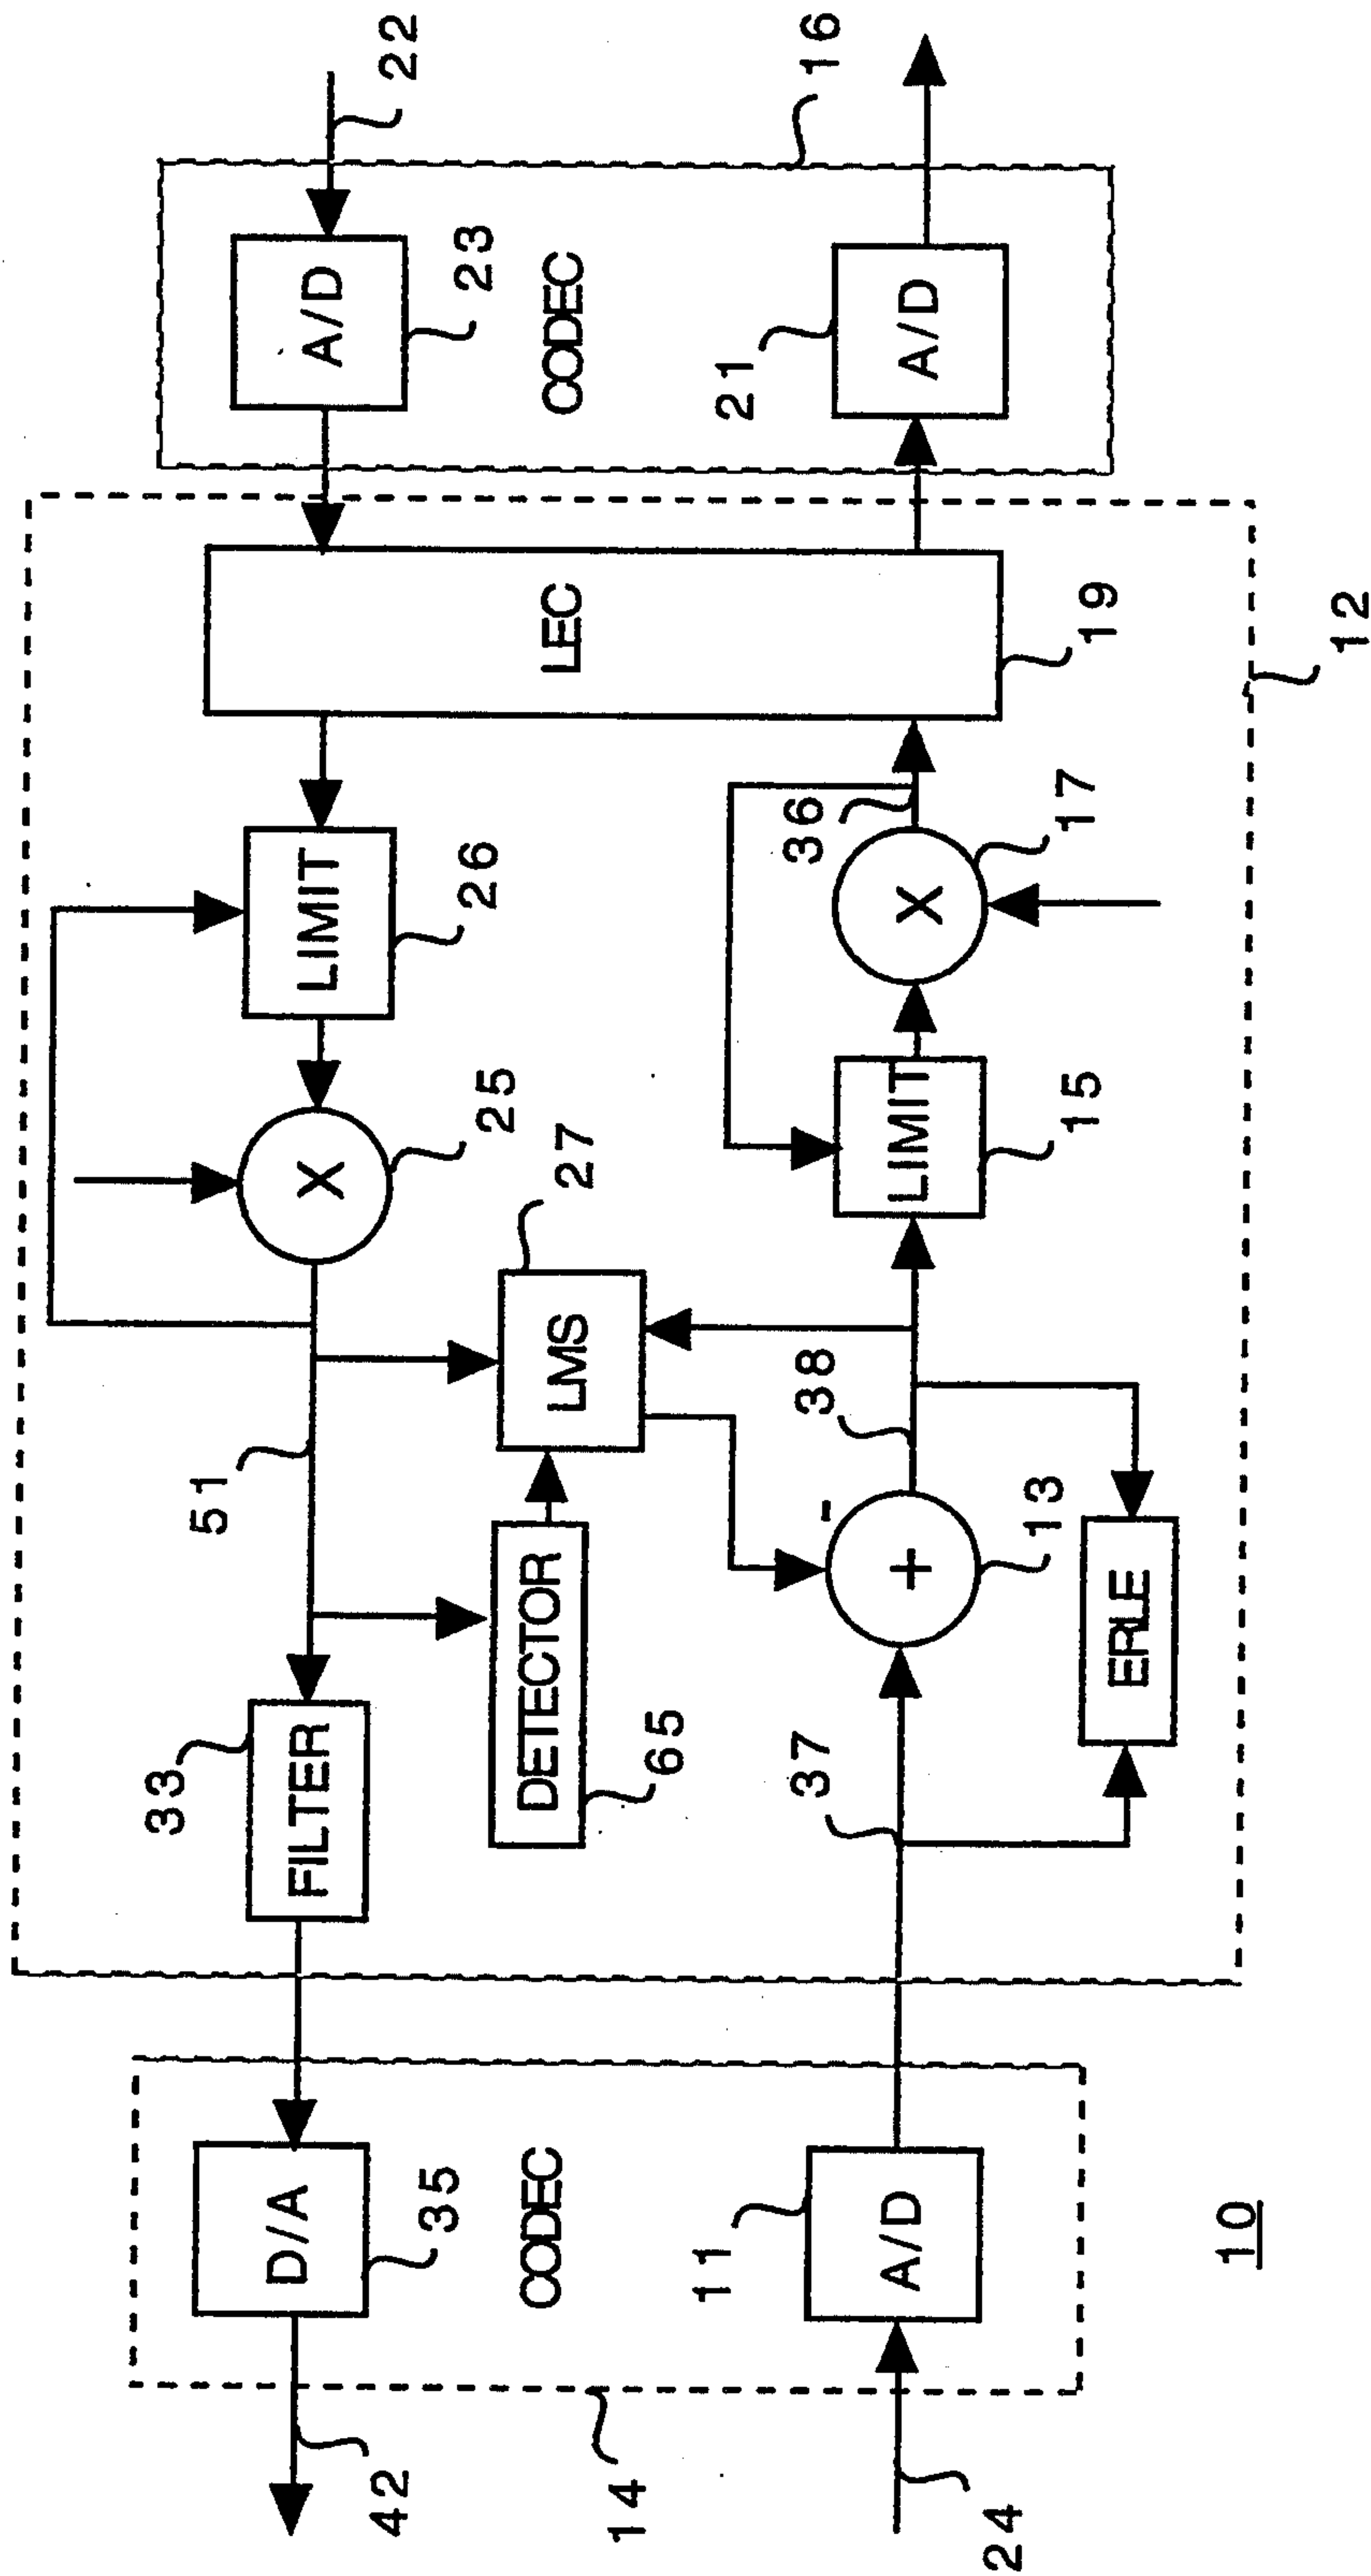 22
16
A/D
23
CODEC
21
A/D
LEC
19
12
LIMIT
26
36
X
17
X
25
27
LMS
LIMIT
15
51
38
33
FILTER
DETECTOR
65
37
-
+
13
ERLE
D/A
35
CODEC
11
A/D
42
14
24
10